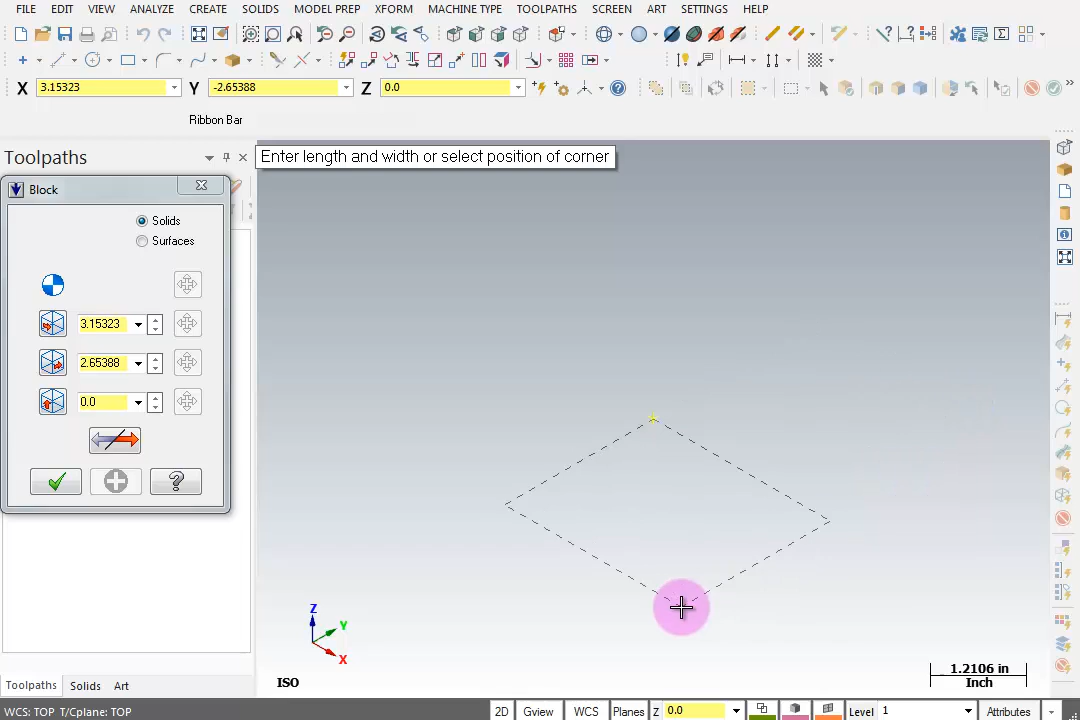 FILE EDIT VIEW ANALYZE CREATE SOLIDS MODEL PREP XFORM MACHINE TYPE TOOLPATHS SCREEN ART SETTINGS HELP
X 3.15323 Y -2.65388 Z 0.0
Ribbon Bar
Toolpaths
Enter length and width or select position of corner
Block
Solids
Surfaces
3.15323
2.65388
0.0
Z
Y
X
ISO
1.2106 in
Inch
Toolpaths Solids Art
WCS: TOP T/Cplane: TOP
2D Gview WCS Planes Z 0.0 Level 1 Attributes